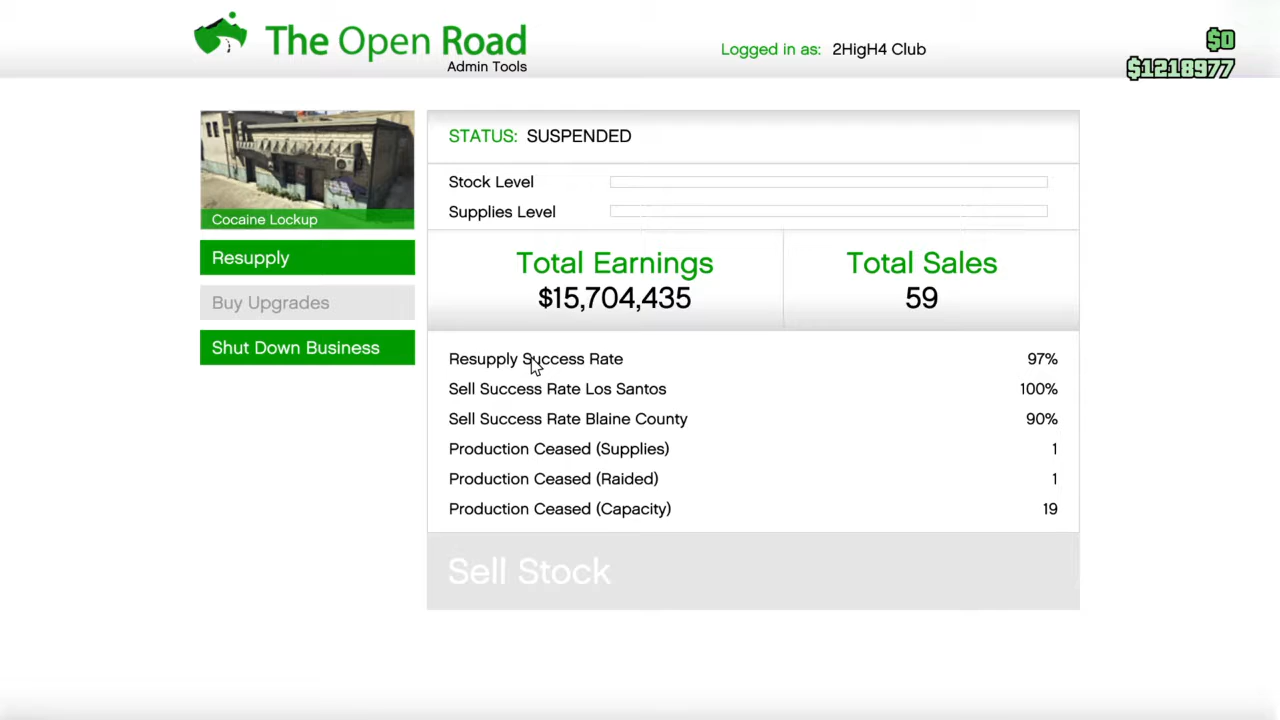 The Open Road
Admin Tools
Logged in as: 2HigH4 Club
$0
$1218977
Cocaine Lockup
Resupply
Buy Upgrades
Shut Down Business
STATUS: SUSPENDED
Stock Level
Supplies Level
Total Earnings
$15,704,435
Total Sales
59
Resupply Success Rate 97%
Sell Success Rate Los Santos 100%
Sell Success Rate Blaine County 90%
Production Ceased (Supplies) 1
Production Ceased (Raided) 1
Production Ceased (Capacity) 19
Sell Stock